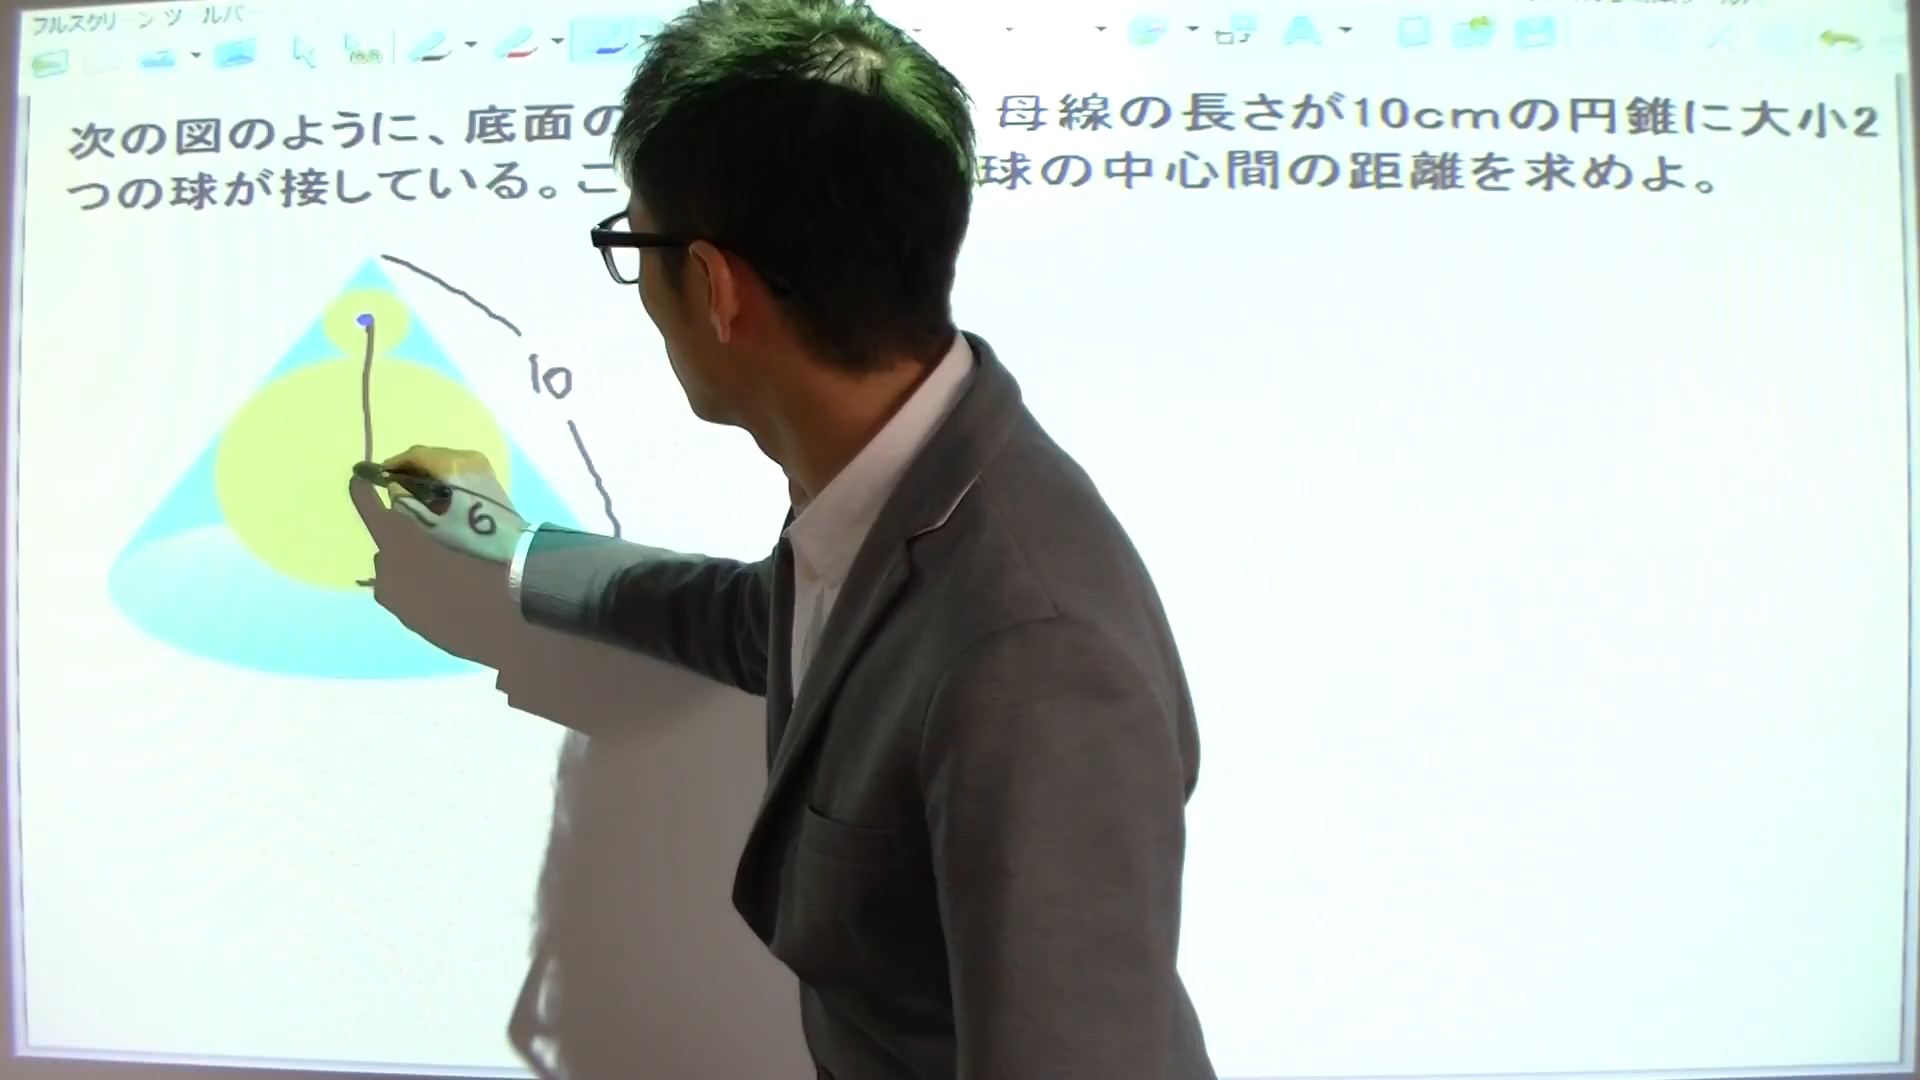 フルスクリーン ツールバー
次の図のように、底面の 母線の長さが10cmの円錐に大小2
つの球が接している。こ 球の中心間の距離を求めよ。
10
6